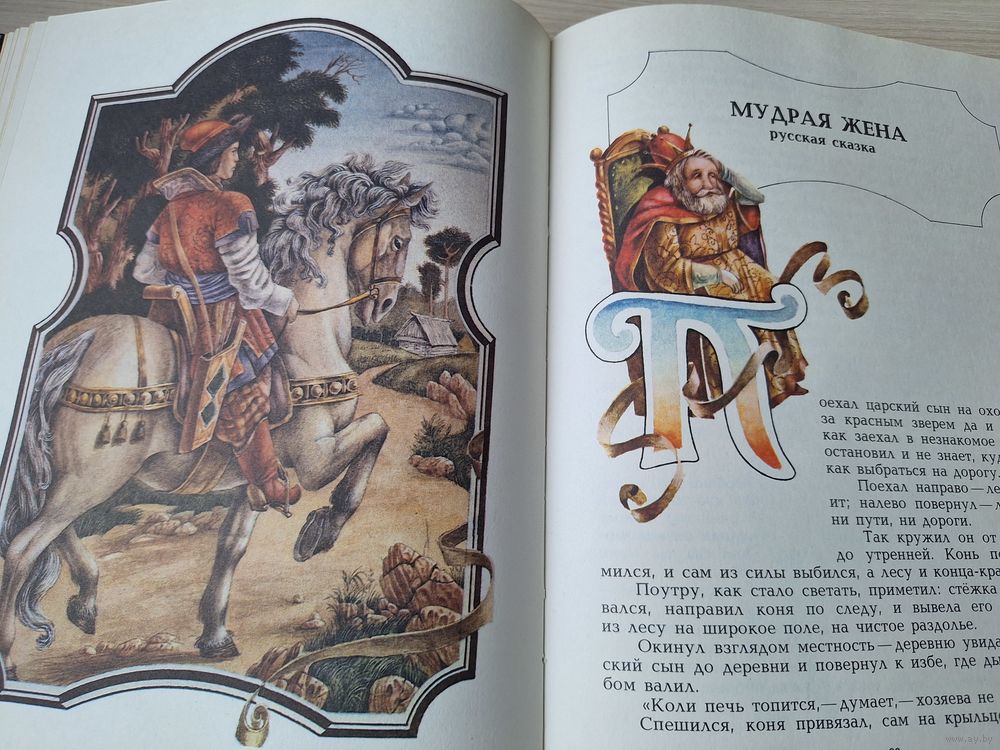 МУДРАЯ ЖЕНА
русская сказка
Поехал царский сын на охо
за красным зверем да и
как заехал в незнакомое
остановил и не знает, куд
как выбраться на дорогу.
Поехал направо — ле
ит; налево повернул — л
ни пути, ни дороги.
Так кружил он от
до утренней. Конь
мился, и сам из силы выбился, а лесу и конца-кра
Поутру, как стало светать, приметил: стёжка
вался, направил коня по следу, и вывела его
из лесу на широкое поле, на чистое раздолье.
Окинул взглядом местность — деревню увида
ский сын до деревни и повернул к избе, где ды
бом валил.
«Коли печь топится, — думает, — хозяева не
Спешился, коня привязал, сам на крыльцо
www.ay.by